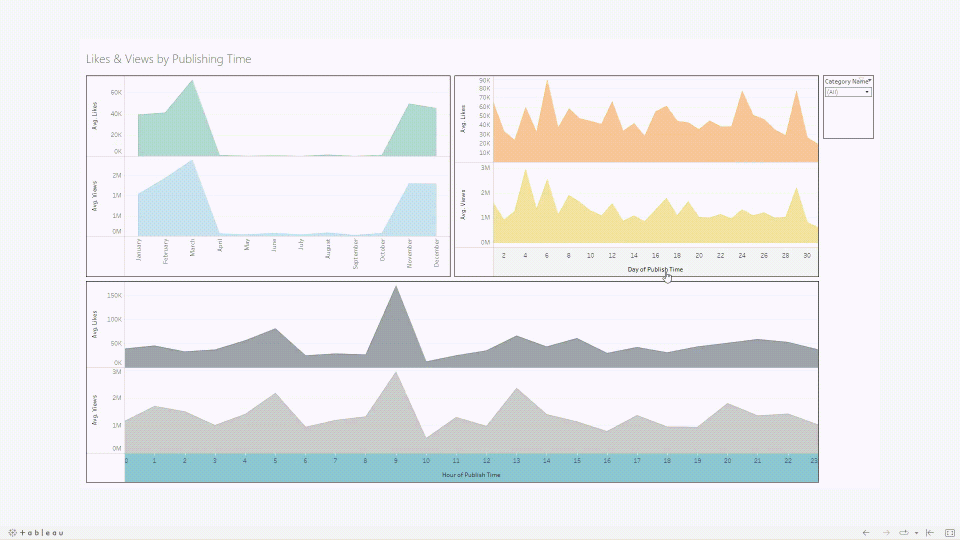 Likes & Views by Publishing Time
Avg. Likes
60K
40K
20K
0K
Avg. Views
2M
1M
1M
0M
January
February
March
April
May
June
July
August
September
October
November
December
Avg. Likes
90K
80K
70K
60K
50K
40K
30K
20K
10K
Avg. Views
3M
2M
1M
0M
2 4 6 8 10 12 14 16 18 20 22 24 26 28 30
Day of Publish Time
Category Name
(All)
Avg. Likes
150K
100K
50K
0K
Avg. Views
3M
2M
1M
0M
0 1 2 3 4 5 6 7 8 9 10 11 12 13 14 15 16 17 18 19 20 21 22 23
Hour of Publish Time
+ableau